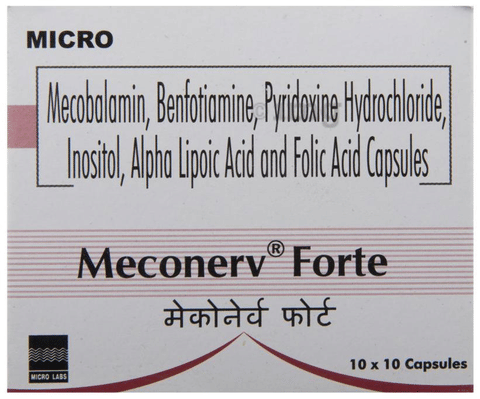 MICRO
Mecobalamin, Benfotiamine, Pyridoxine Hydrochloride,
Inositol, Alpha Lipoic Acid and Folic Acid Capsules
Meconerv® Forte
मेकोनेर्व फोर्ट
10 x 10 Capsules
MICRO LABS